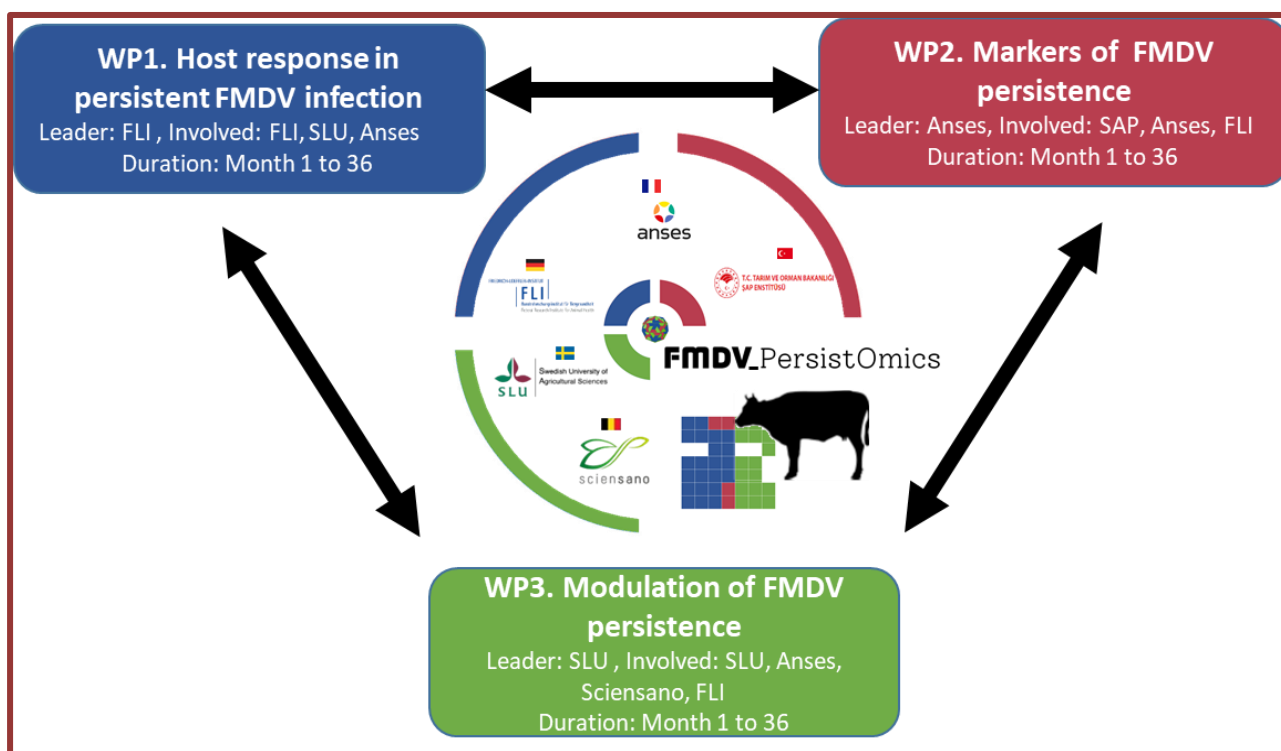 WP1. Host response in
persistent FMDV infection
Leader: FLI , Involved: FLI, SLU, Anses
Duration: Month 1 to 36
WP2. Markers of FMDV
persistence
Leader: Anses, Involved: SAP, Anses, FLI
Duration: Month 1 to 36
anses
FLI
T.C. TARIM VE ORMAN BAKANLIĞI
ŞAP ENSTİTÜSÜ
FMDV_PersistOmics
SLU
Swedish University of
Agricultural Sciences
sciensano
WP3. Modulation of FMDV
persistence
Leader: SLU , Involved: SLU, Anses,
Sciensano, FLI
Duration: Month 1 to 36